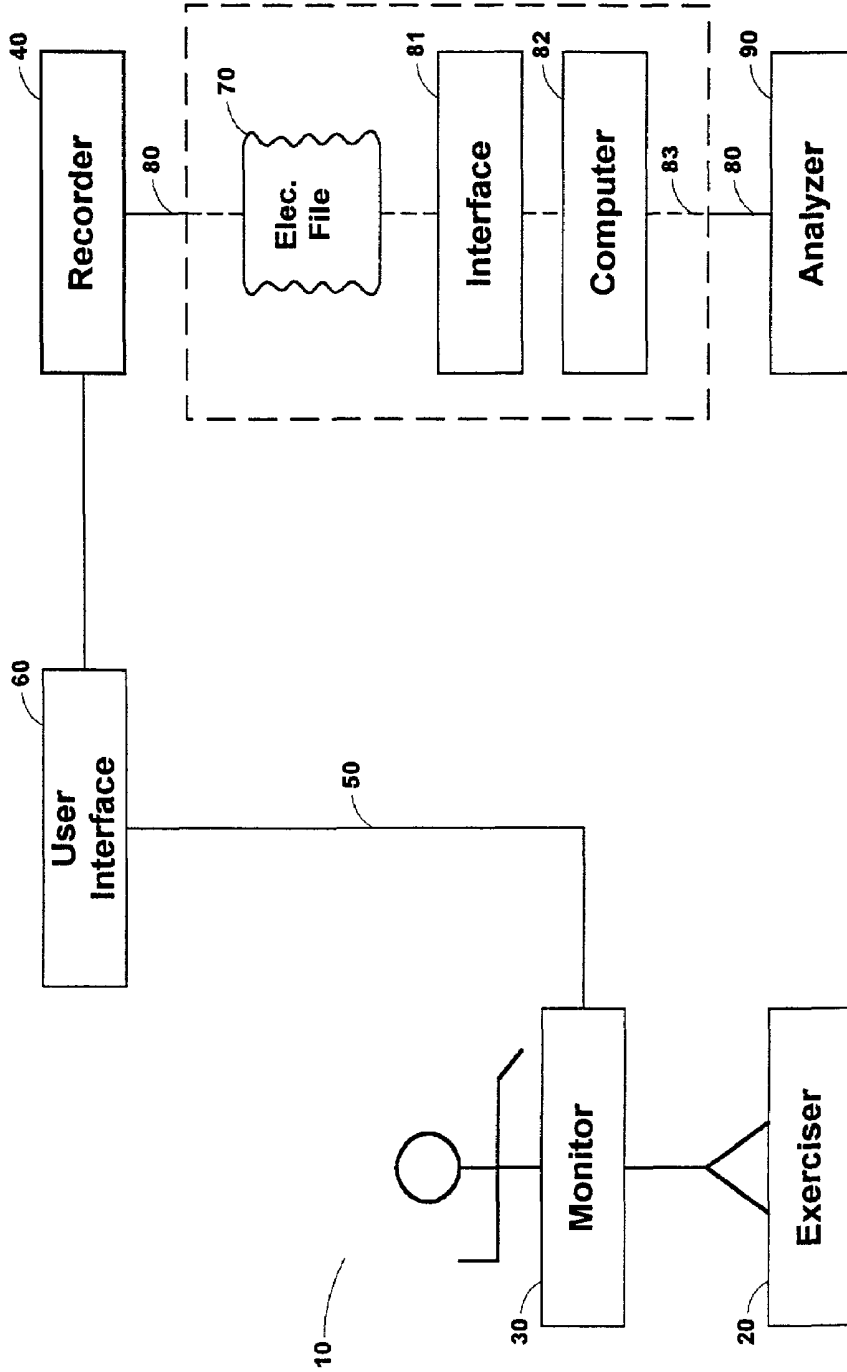 10
30
Monitor
20
Exerciser
60
User
Interface
50
40
Recorder
80
70
Elec.
File
81
Interface
82
Computer
83
80
90
Analyzer